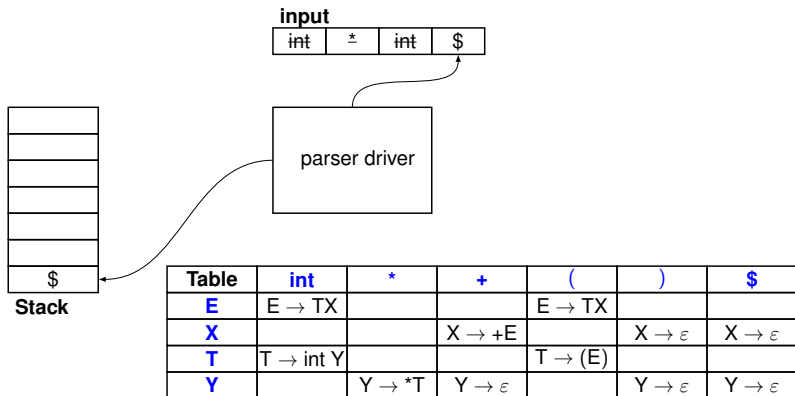 input
int * int $
parser driver
$
Stack
Table int * + ( ) $
E E → TX E → TX
X X → +E X → ε X → ε
T T → int Y T → (E)
Y Y → *T Y → ε Y → ε Y → ε